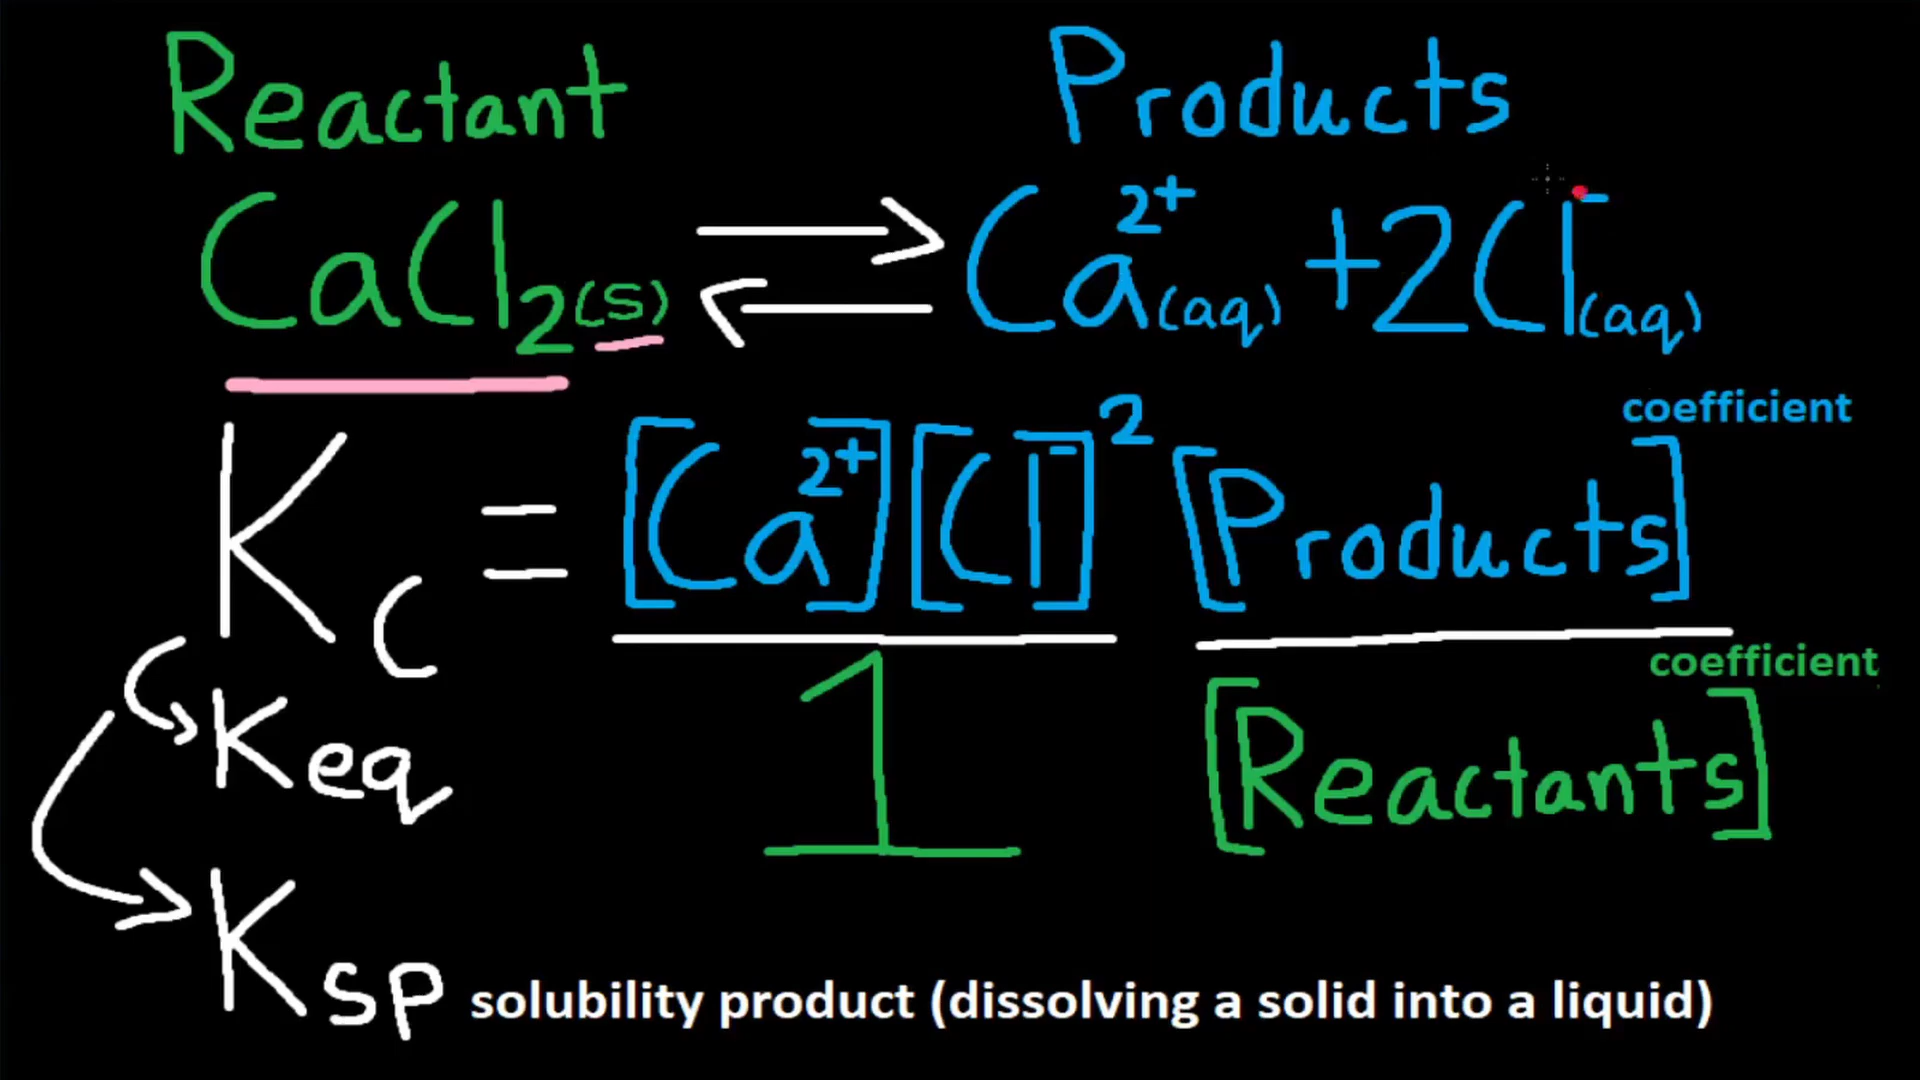 Reactant Products
CaCl₂(s) ⇌ Ca²⁺(aq) + 2Cl⁻(aq)
Kc = [Ca²⁺][Cl⁻]² / 1 [Products]^coefficient / [Reactants]^coefficient
Keq
Ksp solubility product (dissolving a solid into a liquid)